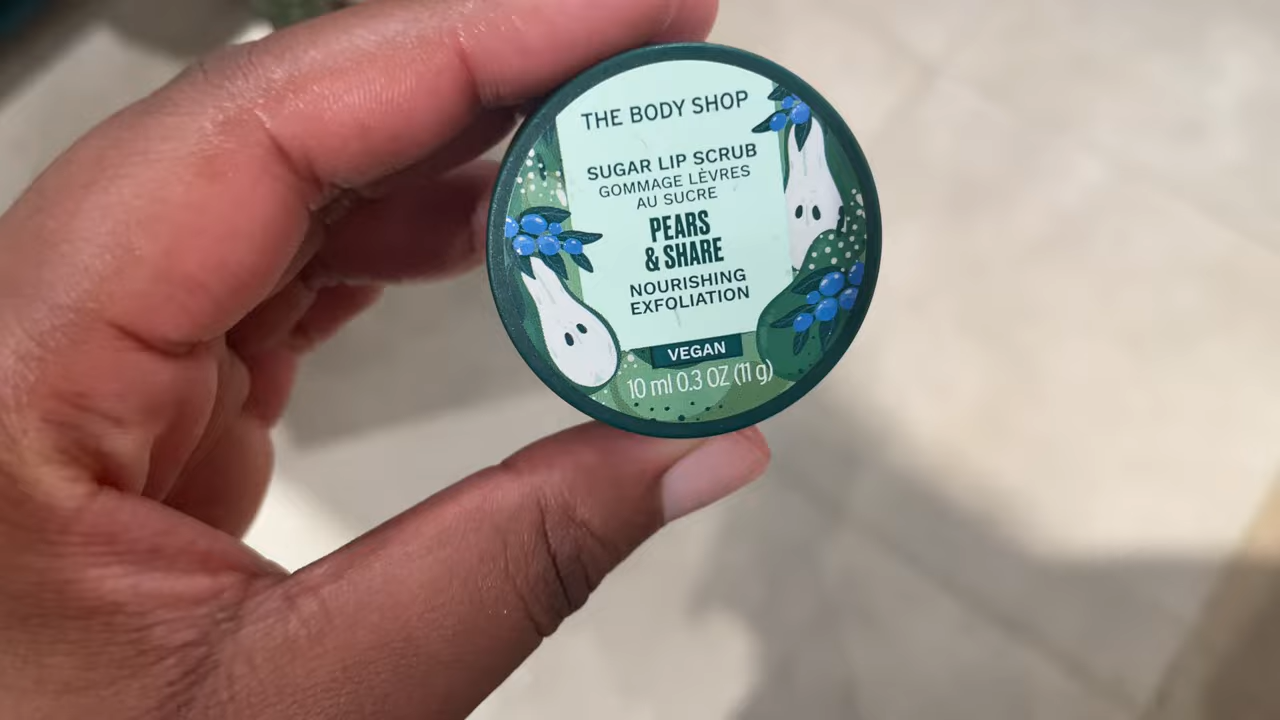 THE BODY SHOP
SUGAR LIP SCRUB
GOMMAGE LÈVRES
AU SUCRE
PEARS
& SHARE
NOURISHING
EXFOLIATION
VEGAN
10 ml 0.3 OZ (11 g)